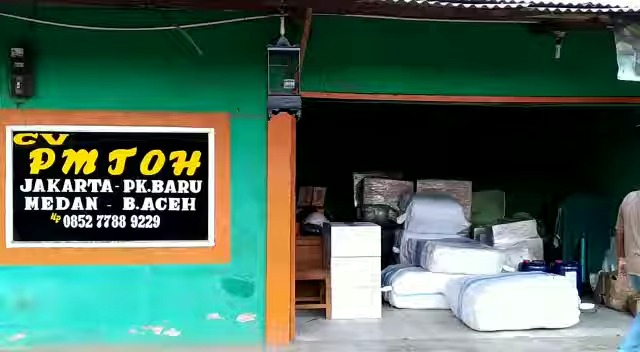 CV
PMTOH
JAKARTA - PK.BARU
MEDAN - B.ACEH
Hp 0852 7788 9229